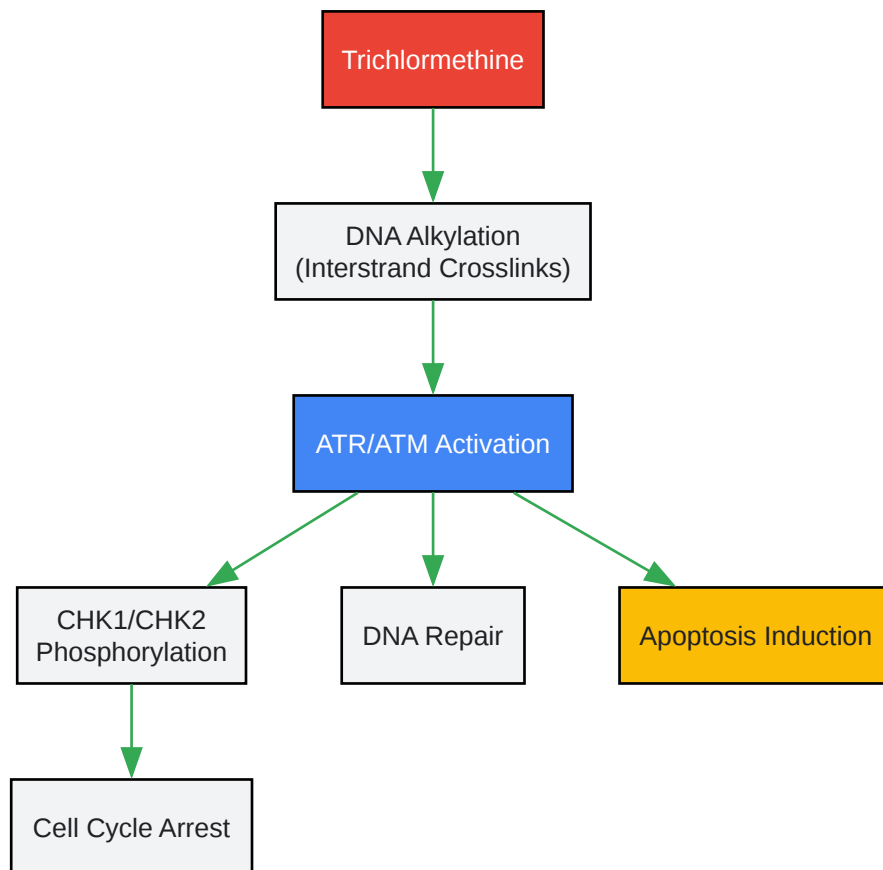 Trichlormethine
DNA Alkylation
(Interstrand Crosslinks)
ATR/ATM Activation
CHK1/CHK2
Phosphorylation
DNA Repair
Apoptosis Induction
Cell Cycle Arrest